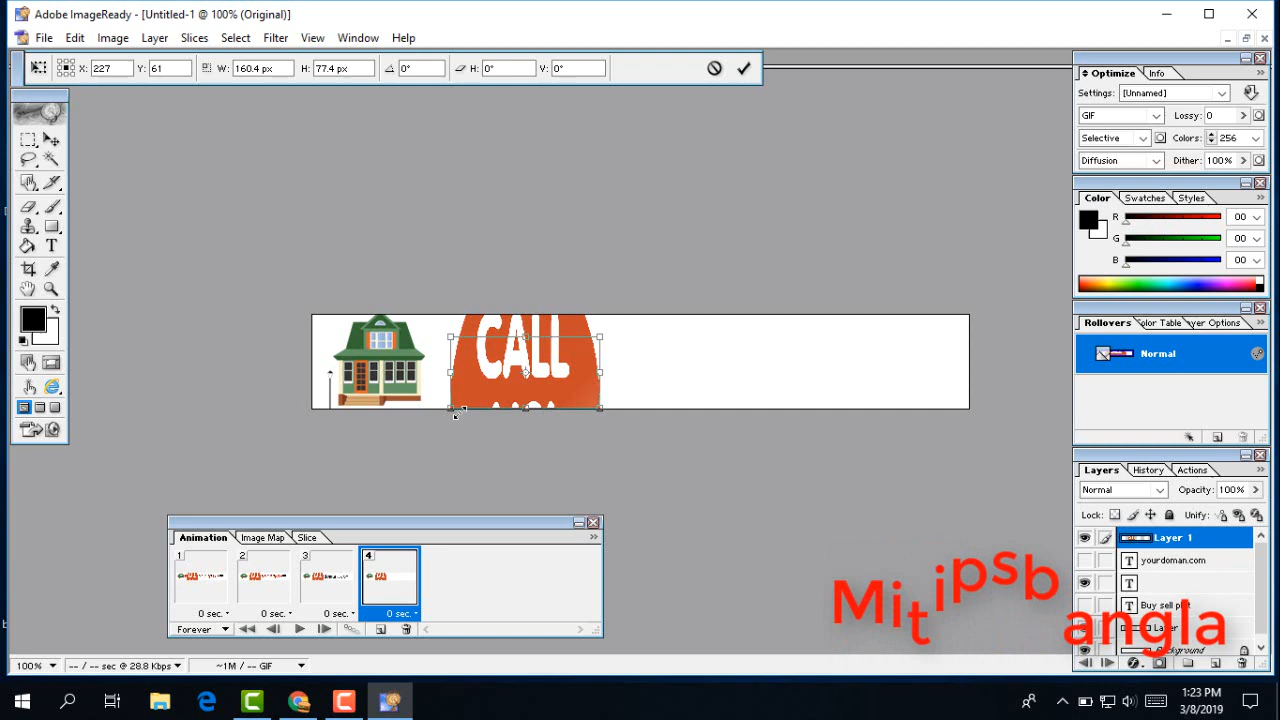 Adobe ImageReady - [Untitled-1 @ 100% (Original)]
File Edit Image Layer Slices Select Filter View Window Help
X: 227 Y: 61 W: 160.4 px H: 77.4 px 0° H: 0° V: 0°
Optimize Info
Settings: [Unnamed]
GIF Lossy: 0
Selective Colors: 256
Diffusion Dither: 100%
Color Swatches Styles
R 00
G 00
B 00
Rollovers Color Table yer Options
Normal
CALL
Layers History Actions
Normal Opacity: 100%
Lock: Unify:
Layer 1
yourdoman.com
Buy sell
Layer
Background
Animation Image Map Slice
1 2 3 4
0 sec. 0 sec. 0 sec. 0 sec.
Forever
Mitipsbangla
100% -- / -- sec @ 28.8 Kbps ~1M / -- GIF
1:23 PM
3/8/2019